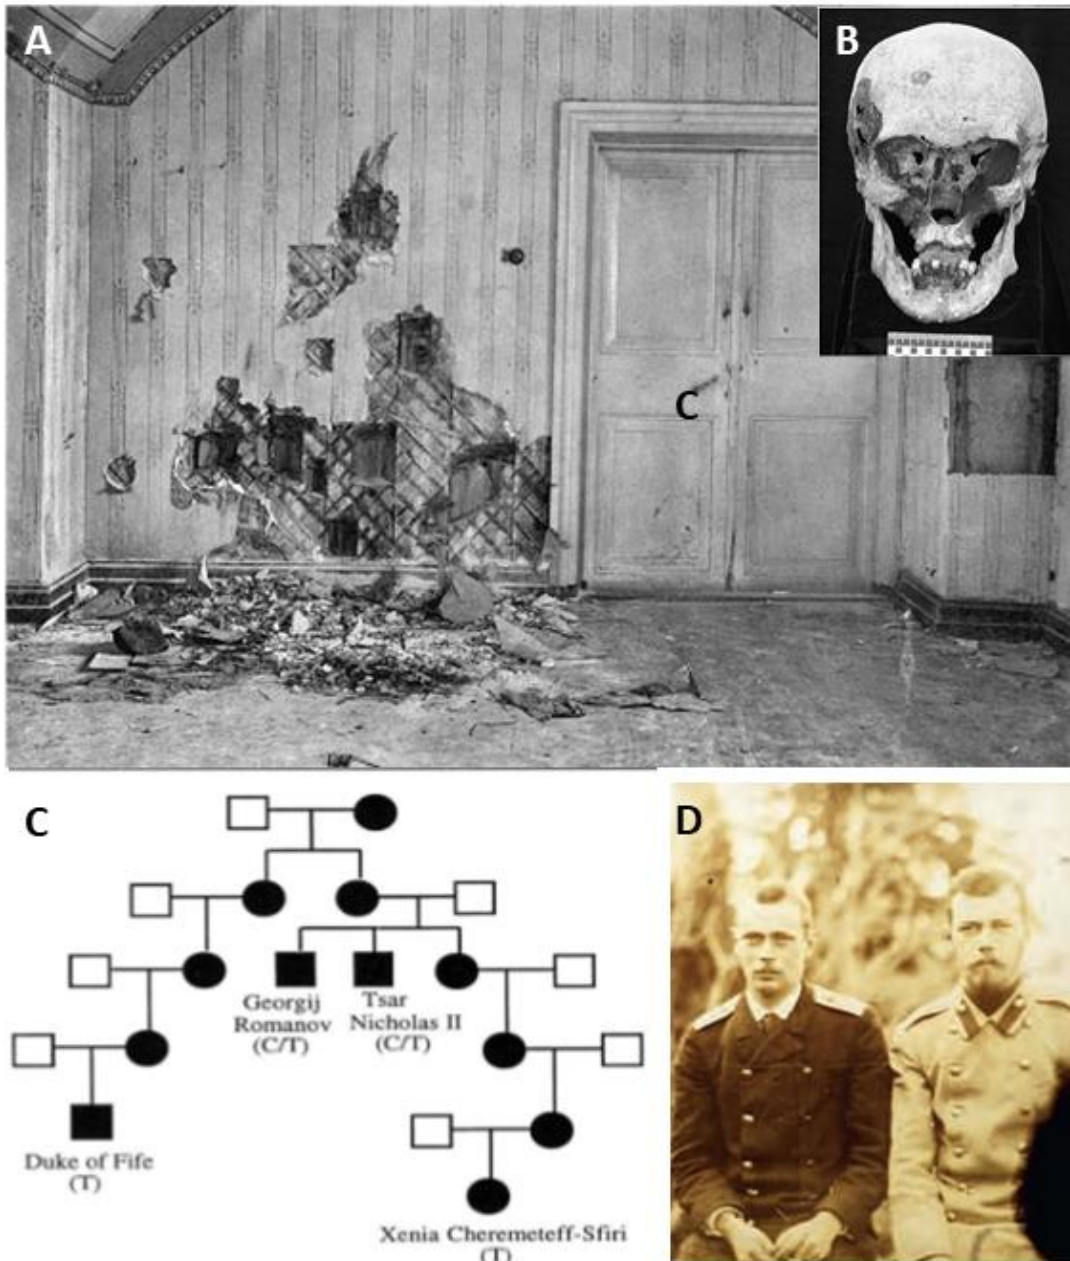 A
B
C
C
D
Georgij
Romanov
(C/T)
Tsar
Nicholas II
(C/T)
Duke of Fife
(T)
Xenia Cheremeteff-Sfiri
(T)